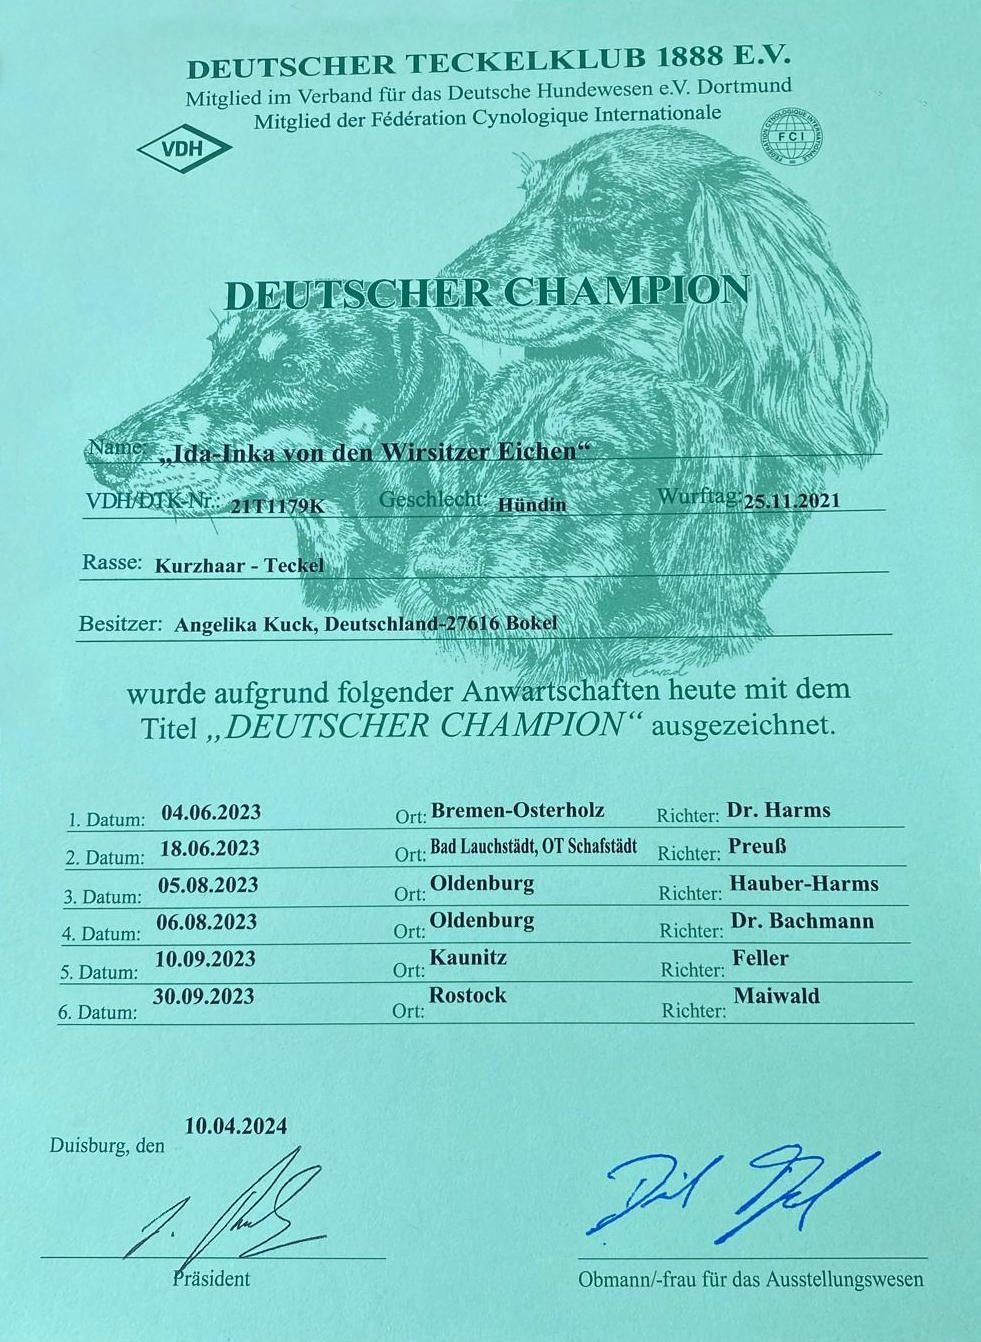 DEUTSCHER TECKELKLUB 1888 E.V.
Mitglied im Verband für das Deutsche Hundewesen e.V. Dortmund
Mitglied der Fédération Cynologique Internationale
VDH
FEDERATION CYNOLOGIQUE INTERNATIONALE
FCI
DEUTSCHER CHAMPION
Name: „Ida-Inka von den Wirsitzer Eichen“
VDH/DTK-Nr.: 21T1179K Geschlecht: Hündin Wurftag: 25.11.2021
Rasse: Kurzhaar - Teckel
Besitzer: Angelika Kuck, Deutschland-27616 Bokel
Conrad
wurde aufgrund folgender Anwartschaften heute mit dem
Titel „DEUTSCHER CHAMPION“ ausgezeichnet.
1. Datum: 04.06.2023 Ort: Bremen-Osterholz Richter: Dr. Harms
2. Datum: 18.06.2023 Ort: Bad Lauchstädt, OT Schafstädt Richter: Preuß
3. Datum: 05.08.2023 Ort: Oldenburg Richter: Hauber-Harms
4. Datum: 06.08.2023 Ort: Oldenburg Richter: Dr. Bachmann
5. Datum: 10.09.2023 Ort: Kaunitz Richter: Feller
6. Datum: 30.09.2023 Ort: Rostock Richter: Maiwald
Duisburg, den 10.04.2024
Präsident Obmann/-frau für das Ausstellungswesen